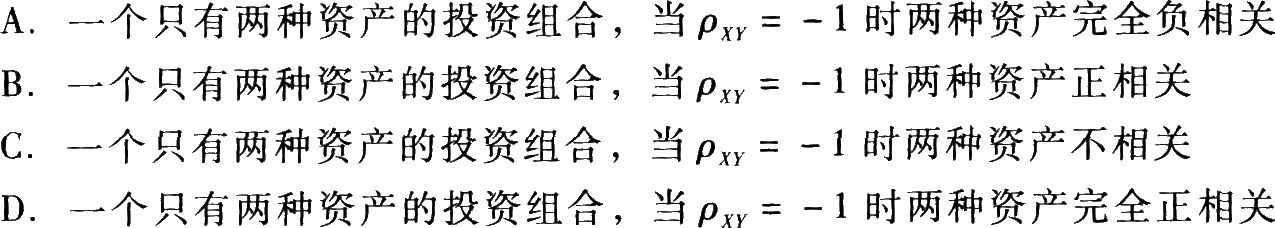 A. 一个只有两种资产的投资组合，当 ρXY = -1 时两种资产完全负相关
B. 一个只有两种资产的投资组合，当 ρXY = -1 时两种资产正相关
C. 一个只有两种资产的投资组合，当 ρXY = -1 时两种资产不相关
D. 一个只有两种资产的投资组合，当 ρXY = -1 时两种资产完全正相关